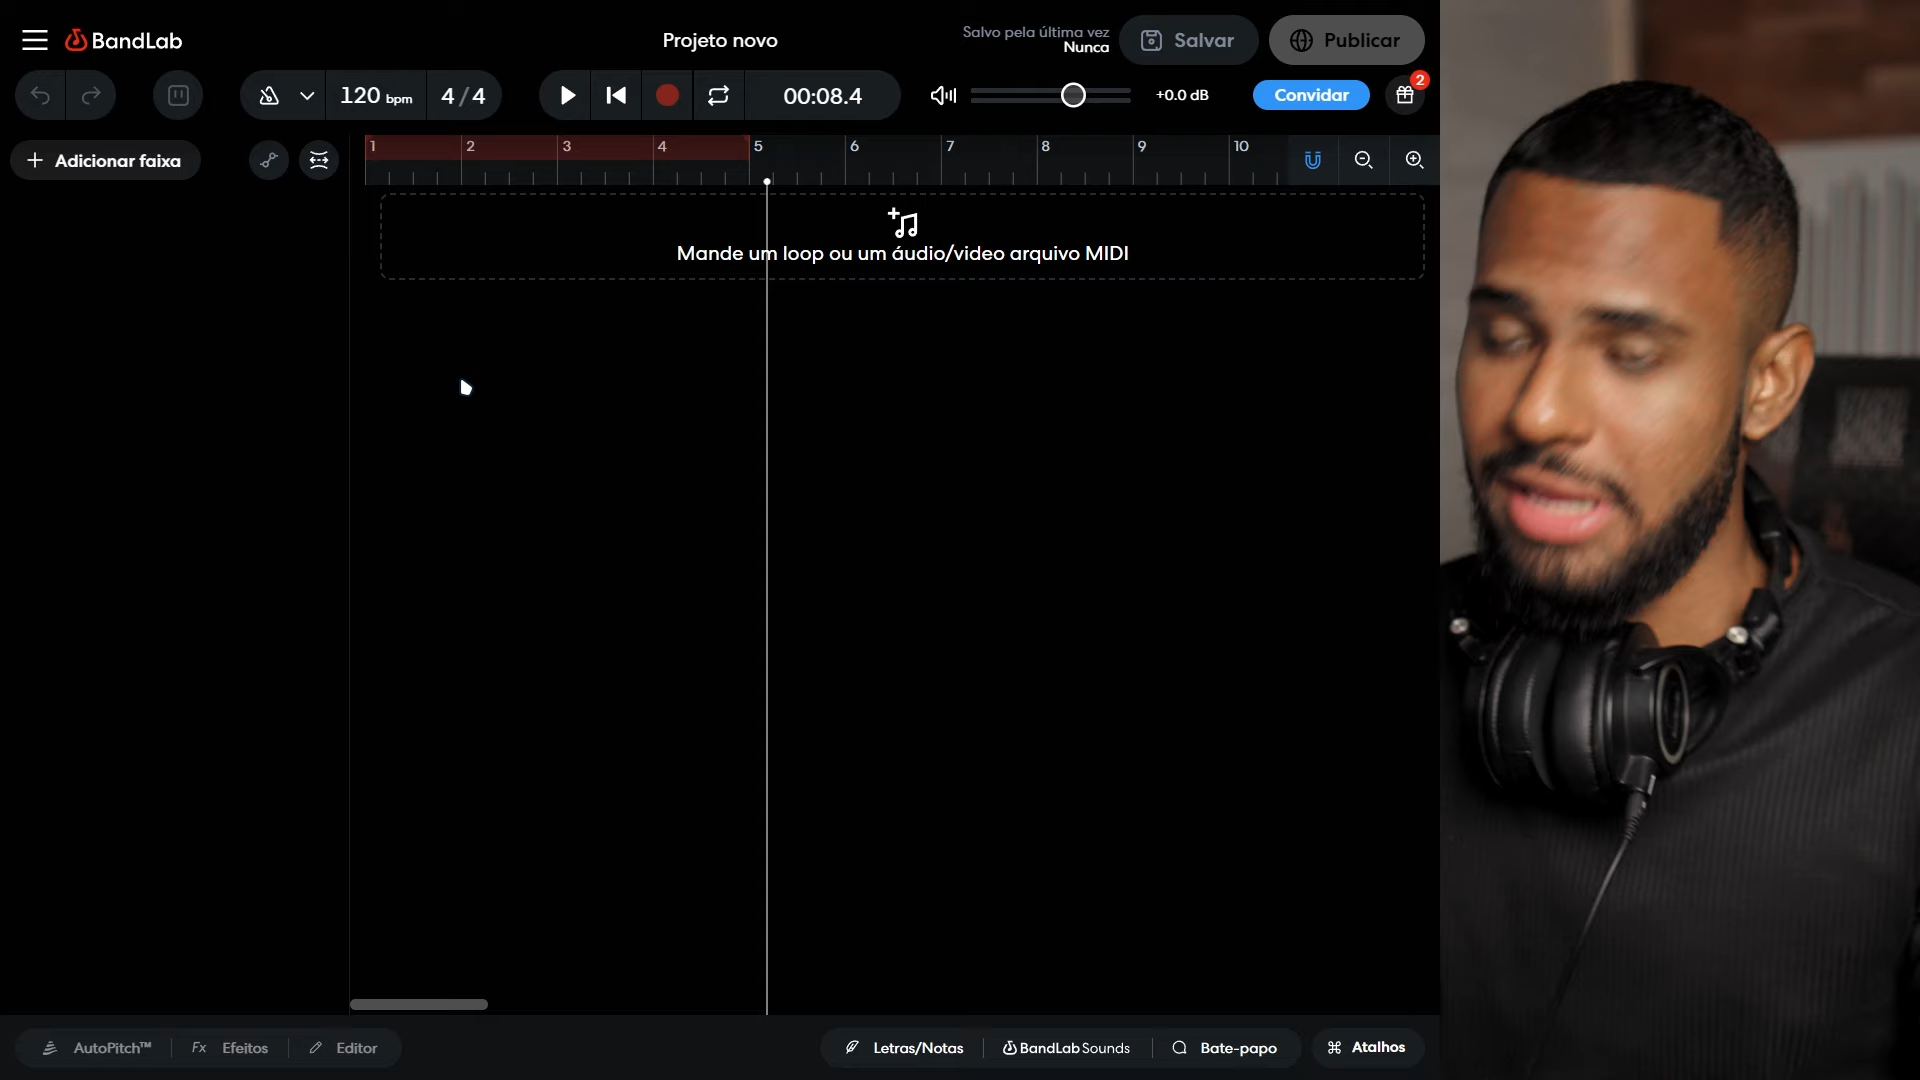 BandLab
Projeto novo
Salvo pela última vez
Nunca
Salvar
Publicar
120 bpm
4/4
00:08.4
+0.0 dB
Convidar
2
Adicionar faixa
1 2 3 4 5 6 7 8 9 10
Mande um loop ou um áudio/video arquivo MIDI
AutoPitch™
Fx Efeitos
Editor
Letras/Notas
BandLab Sounds
Bate-papo
Atalhos